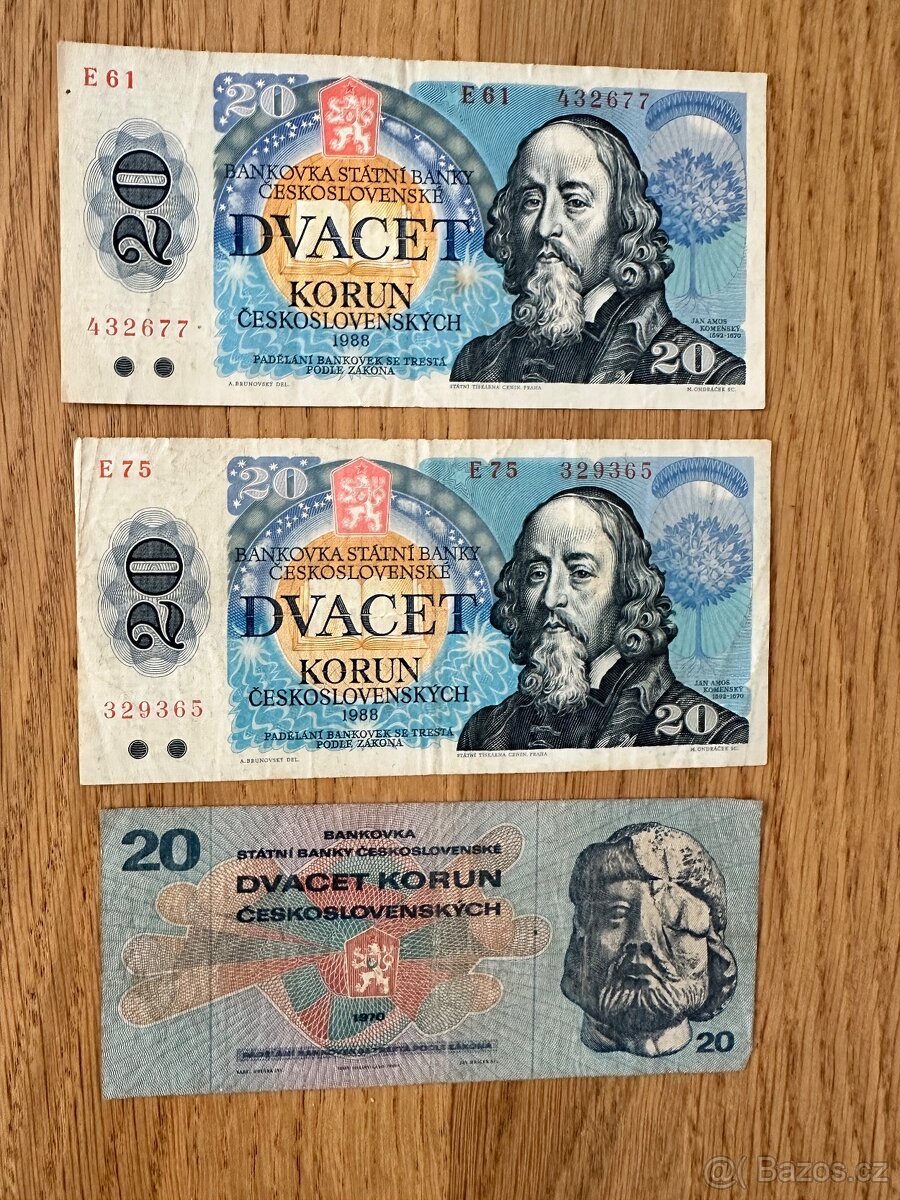 E 61
20
E 61 432677
20
BANKOVKA STÁTNÍ BANKY
ČESKOSLOVENSKÉ
DVACET
KORUN
ČESKOSLOVENSKÝCH
1988
PADĚLÁNÍ BANKOVEK SE TRESTÁ
PODLE ZÁKONA
432677
JAN AMOS
KOMENSKÝ
1592-1670
20
A. BRUNOVSKÝ DEL.
STÁTNÍ TISKÁRNA CENIN, PRAHA
M. ONDRÁČEK SC.
E 75
20
E 75 329365
20
BANKOVKA STÁTNÍ BANKY
ČESKOSLOVENSKÉ
DVACET
KORUN
ČESKOSLOVENSKÝCH
1988
PADĚLÁNÍ BANKOVEK SE TRESTÁ
PODLE ZÁKONA
329365
JAN AMOS
KOMENSKÝ
1592-1670
20
A. BRUNOVSKÝ DEL.
STÁTNÍ TISKÁRNA CENIN, PRAHA
M. ONDRÁČEK SC.
20
BANKOVKA
STÁTNÍ BANKY ČESKOSLOVENSKÉ
DVACET KORUN
ČESKOSLOVENSKÝCH
1970
PADĚLÁNÍ BANKOVEK SE TRESTÁ PODLE ZÁKONA
20
@ Bazos.cz